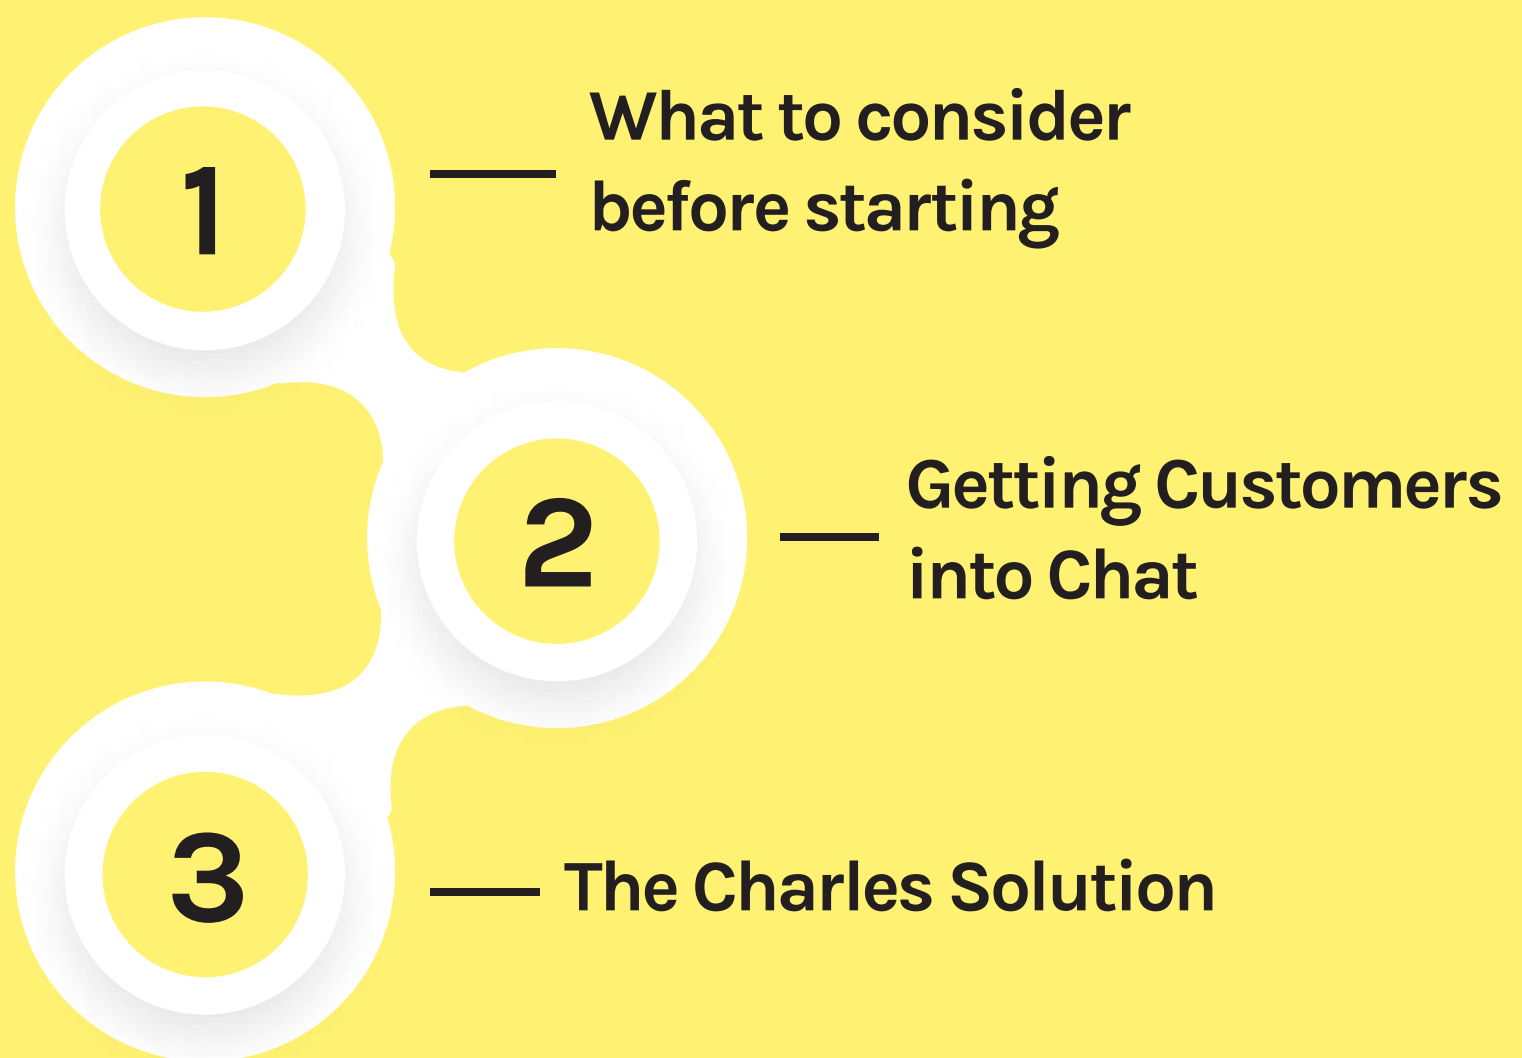 1
What to consider
before starting
2
Getting Customers
into Chat
3
The Charles Solution